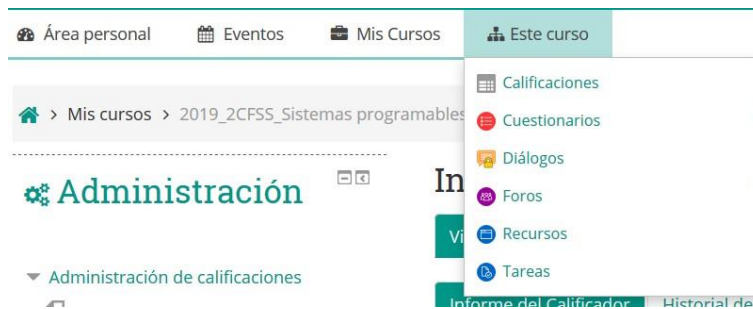 Área personal Eventos Mis Cursos Este curso
Calificaciones
Cuestionarios
Diálogos
Foros
Recursos
Tareas
> Mis cursos > 2019_2CFSS_Sistemas programables
Administración
In
Vi
Administración de calificaciones
Informe del Calificador Historial de